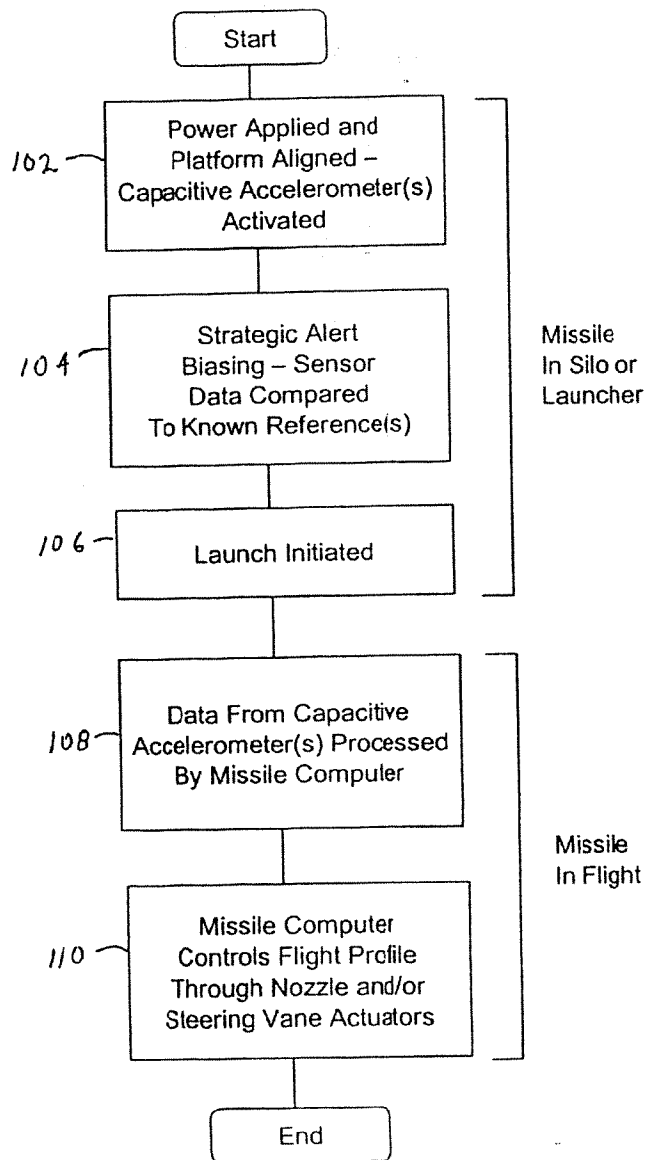 Start
102
Power Applied and
Platform Aligned –
Capacitive Accelerometer(s)
Activated
104
Strategic Alert
Biasing – Sensor
Data Compared
To Known Reference(s)
Missile
In Silo or
Launcher
106
Launch Initiated
108
Data From Capacitive
Accelerometer(s) Processed
By Missile Computer
Missile
In Flight
110
Missile Computer
Controls Flight Profile
Through Nozzle and/or
Steering Vane Actuators
End